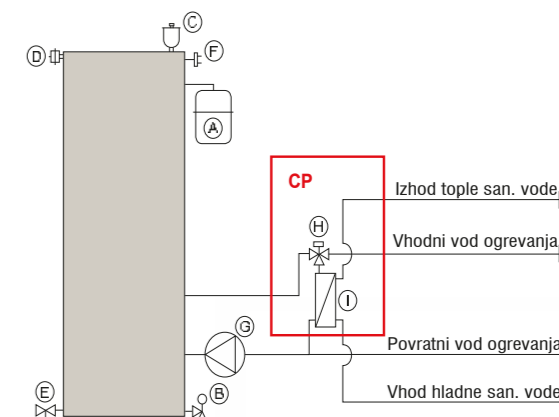 C
D
F
A
CP
Izhod tople san. vode
H
Vhodni vod ogrevanja
I
G
Povratni vod ogrevanja
E
B
Vhod hladne san. vode